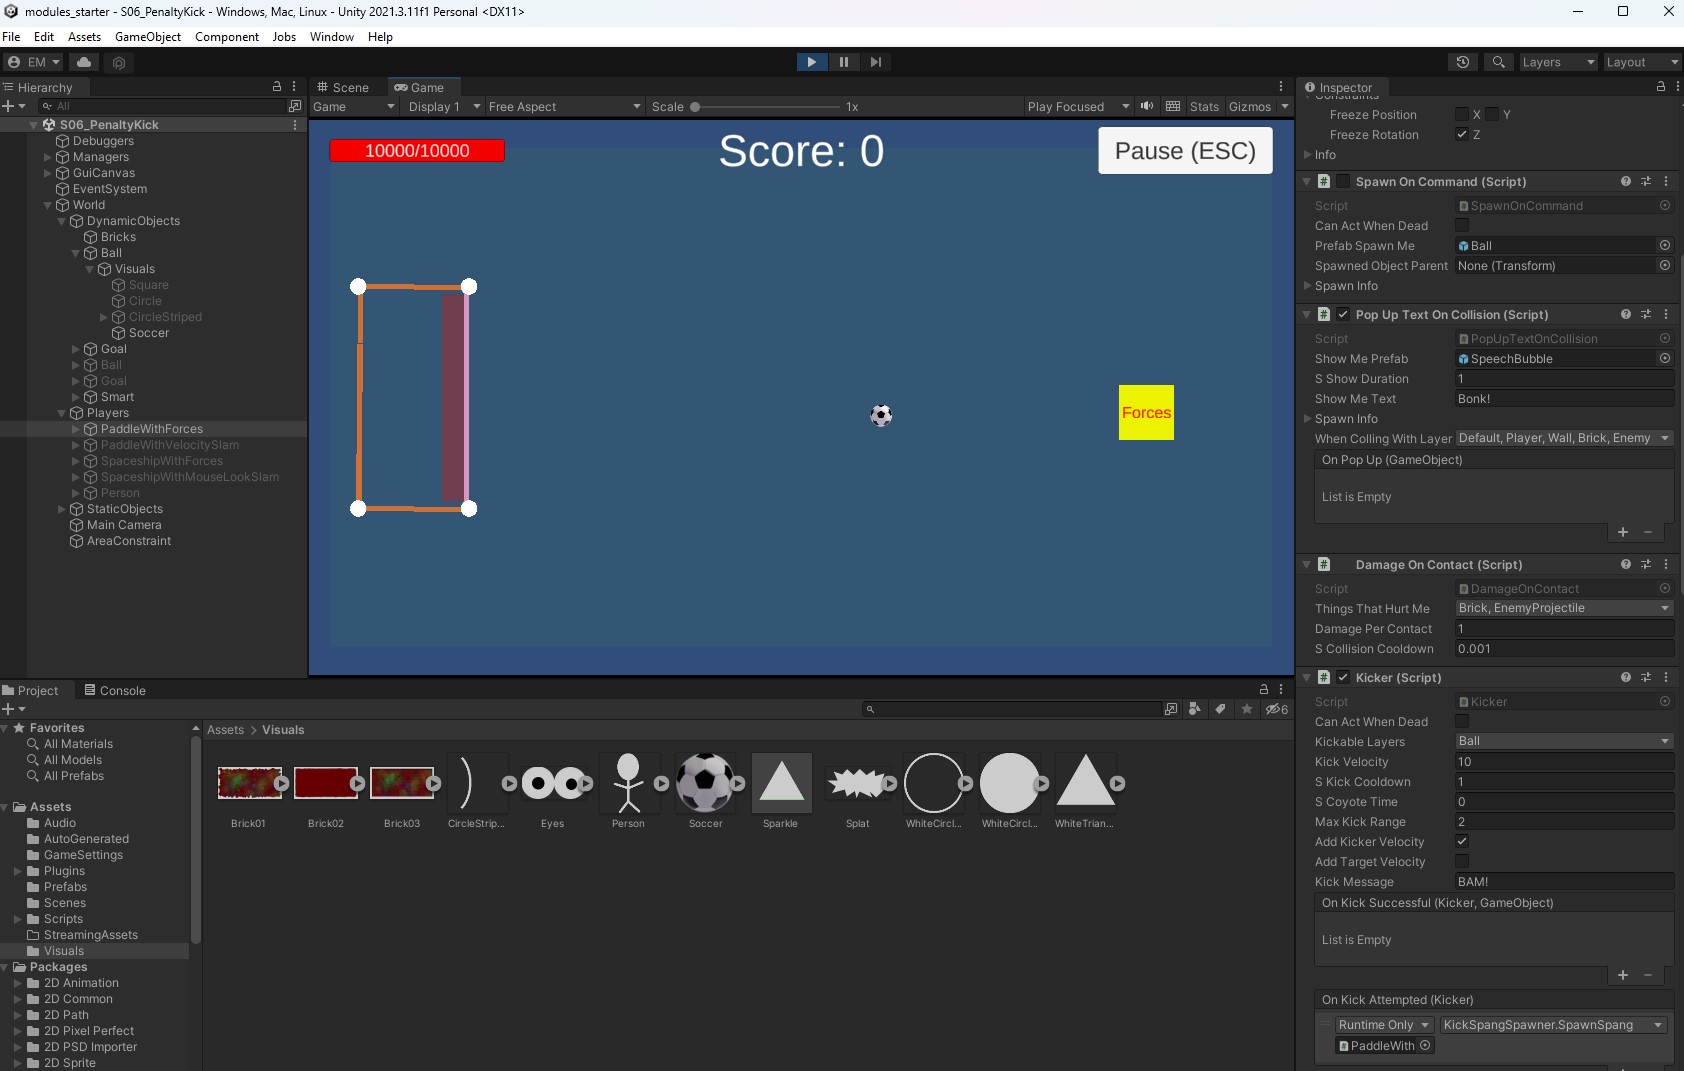 modules_starter - S06_PenaltyKick - Windows, Mac, Linux - Unity 2021.3.11f1 Personal <DX11>
File Edit Assets GameObject Component Jobs Window Help
EM
Layers
Layout
Hierarchy
All
S06_PenaltyKick
Debuggers
Managers
GuiCanvas
EventSystem
World
DynamicObjects
Bricks
Ball
Visuals
Square
Circle
CircleStriped
Soccer
Goal
Ball
Goal
Smart
Players
PaddleWithForces
PaddleWithVelocitySlam
SpaceshipWithForces
SpaceshipWithMouseLookSlam
Person
StaticObjects
Main Camera
AreaConstraint
Scene Game
Game Display 1 Free Aspect Scale 1x Play Focused Stats Gizmos
10000/10000
Score: 0
Pause (ESC)
Forces
Project Console
6
Favorites
All Materials
All Models
All Prefabs
Assets
Audio
AutoGenerated
GameSettings
Plugins
Prefabs
Scenes
Scripts
StreamingAssets
Visuals
Packages
2D Animation
2D Common
2D Path
2D Pixel Perfect
2D PSD Importer
2D Sprite
Assets > Visuals
Brick01 Brick02 Brick03 CircleStrip... Eyes Person Soccer Sparkle Splat WhiteCircl... WhiteCircl... WhiteTrian...
Inspector
Constraints
Freeze Position X Y
Freeze Rotation Z
Info
# Spawn On Command (Script)
Script # SpawnOnCommand
Can Act When Dead
Prefab Spawn Me Ball
Spawned Object Parent None (Transform)
Spawn Info
# Pop Up Text On Collision (Script)
Script # PopUpTextOnCollision
Show Me Prefab SpeechBubble
S Show Duration 1
Show Me Text Bonk!
Spawn Info
When Colling With Layer Default, Player, Wall, Brick, Enemy
On Pop Up (GameObject)
List is Empty
+ −
# Damage On Contact (Script)
Script # DamageOnContact
Things That Hurt Me Brick, EnemyProjectile
Damage Per Contact 1
S Collision Cooldown 0.001
# Kicker (Script)
Script # Kicker
Can Act When Dead
Kickable Layers Ball
Kick Velocity 10
S Kick Cooldown 1
S Coyote Time 0
Max Kick Range 2
Add Kicker Velocity
Add Target Velocity
Kick Message BAM!
On Kick Successful (Kicker, GameObject)
List is Empty
+ −
On Kick Attempted (Kicker)
Runtime Only KickSpangSpawner.SpawnSpang
PaddleWith